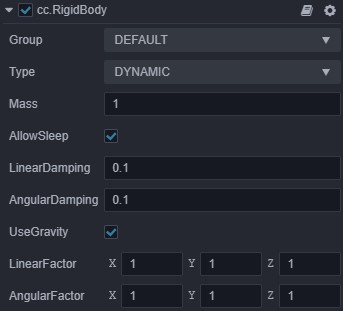 cc.RigidBody
Group DEFAULT
Type DYNAMIC
Mass 1
AllowSleep
LinearDamping 0.1
AngularDamping 0.1
UseGravity
LinearFactor X 1 Y 1 Z 1
AngularFactor X 1 Y 1 Z 1